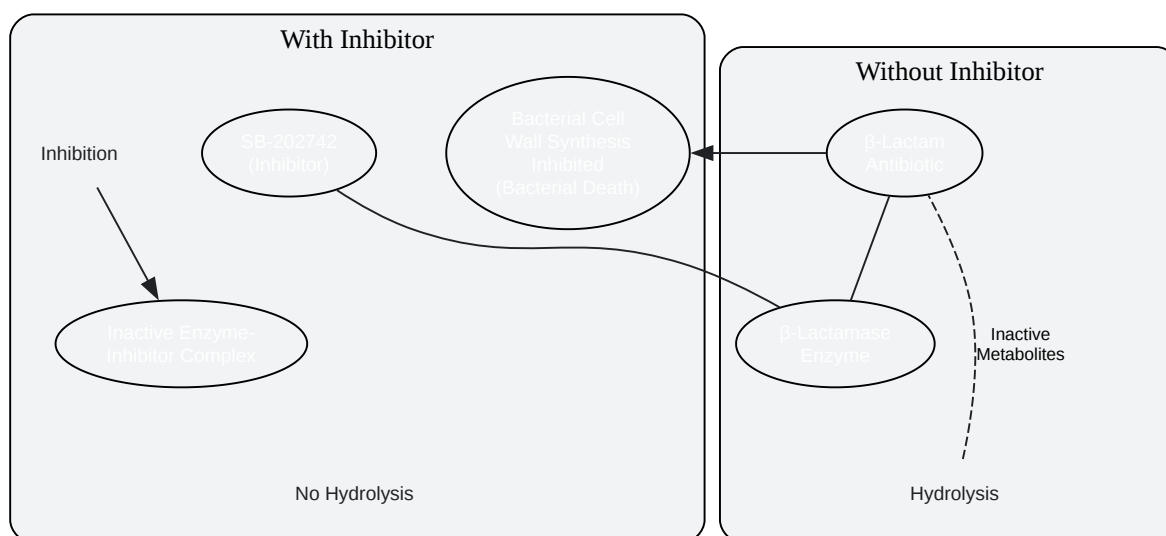 With Inhibitor
Without Inhibitor
Inhibition
SB-202742
(Inhibitor)
Bacterial Cell
Wall Synthesis
Inhibited
(Bacterial Death)
β-Lactam
Antibiotic
Inactive Enzyme-
Inhibitor Complex
β-Lactamase
Enzyme
Inactive
Metabolites
No Hydrolysis
Hydrolysis